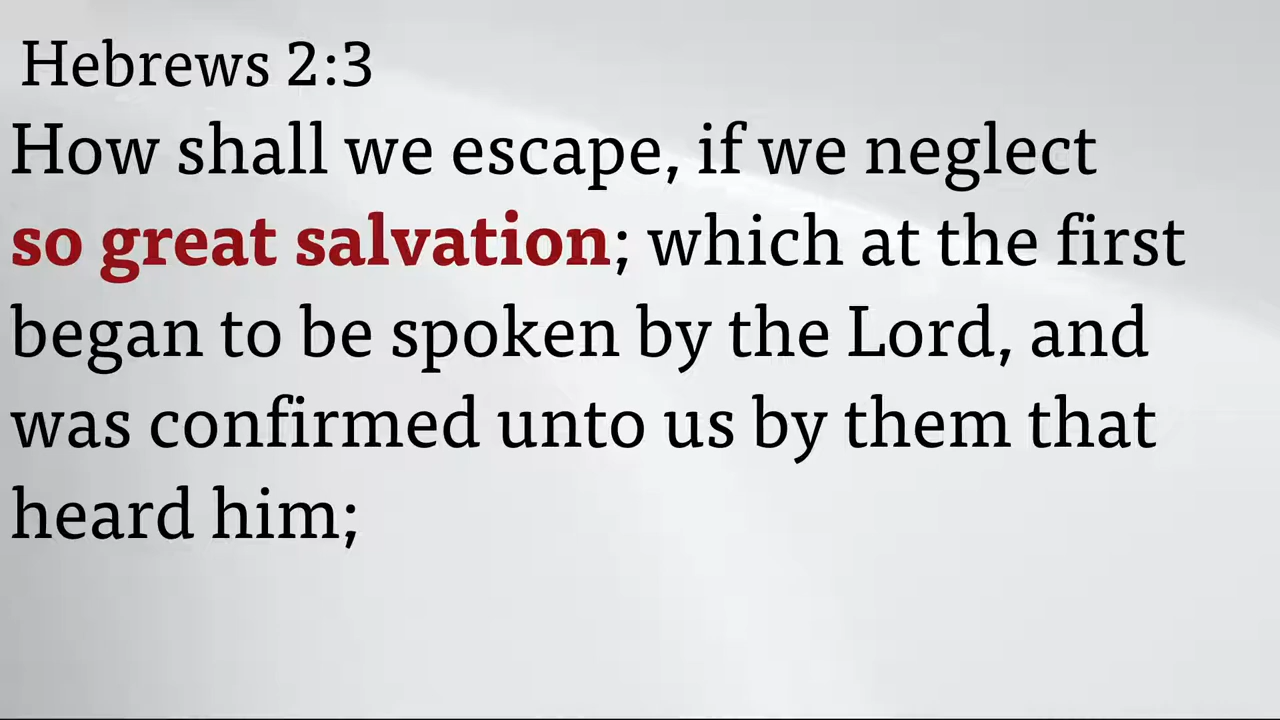 Hebrews 2:3
How shall we escape, if we neglect
so great salvation; which at the first
began to be spoken by the Lord, and
was confirmed unto us by them that
heard him;